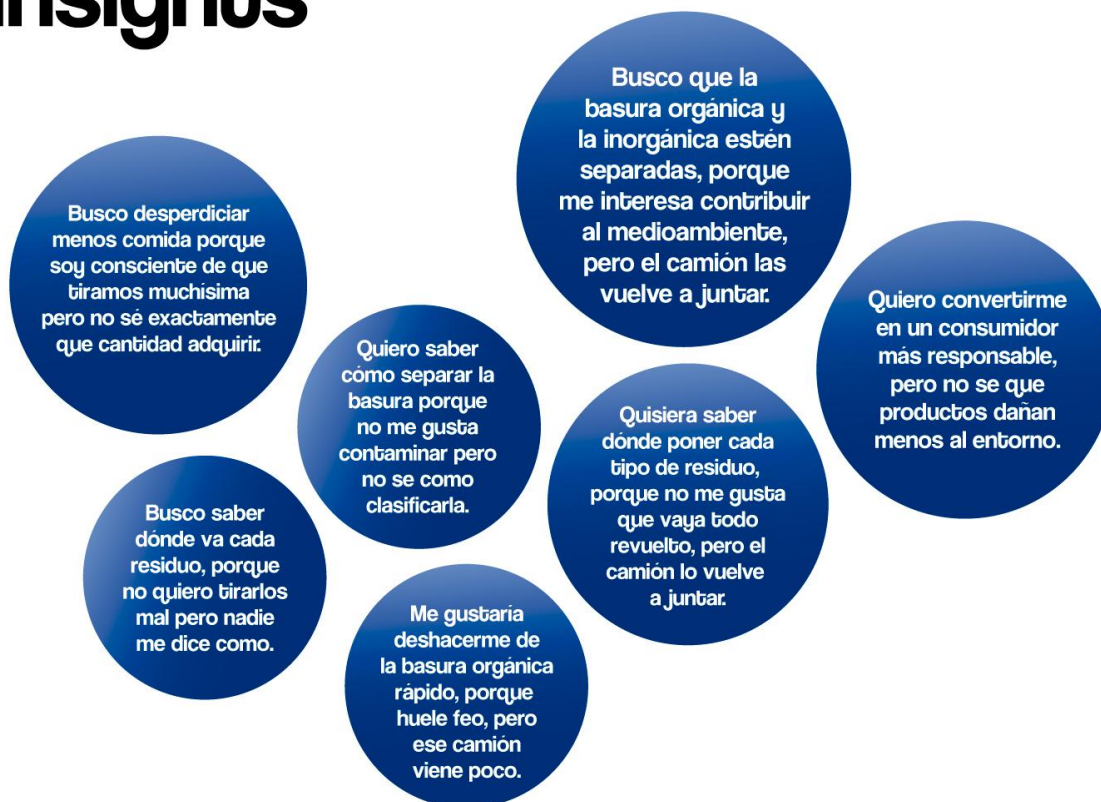 Insights
Busco que la
basura orgánica y
la inorgánica estén
separadas, porque
me interesa contribuir
al medioambiente,
pero el camión las
vuelve a juntar.
Busco desperdiciar
menos comida porque
soy consciente de que
tiramos muchísima
pero no sé exactamente
que cantidad adquirir.
Quiero convertirme
en un consumidor
más responsable,
pero no se que
productos dañan
menos al entorno.
Quiero saber
cómo separar la
basura porque
no me gusta
contaminar pero
no se como
clasificarla.
Quisiera saber
dónde poner cada
tipo de residuo,
porque no me gusta
que vaya todo
revuelto, pero el
camión lo vuelve
a juntar.
Busco saber
dónde va cada
residuo, porque
no quiero tirarlos
mal pero nadie
me dice como.
Me gustaría
deshacerme de
la basura orgánica
rápido, porque
huele feo, pero
ese camión
viene poco.